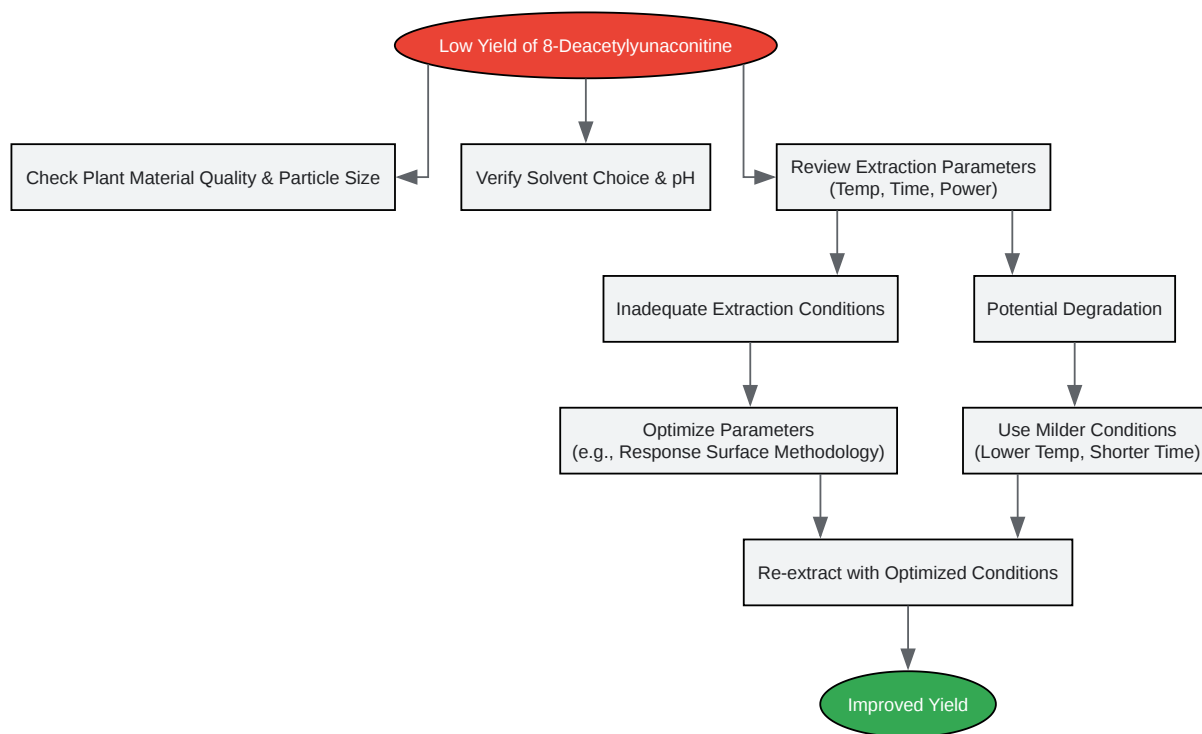 Low Yield of 8-Deacetylyunaconitine
Check Plant Material Quality & Particle Size
Verify Solvent Choice & pH
Review Extraction Parameters
(Temp, Time, Power)
Inadequate Extraction Conditions
Potential Degradation
Optimize Parameters
(e.g., Response Surface Methodology)
Use Milder Conditions
(Lower Temp, Shorter Time)
Re-extract with Optimized Conditions
Improved Yield